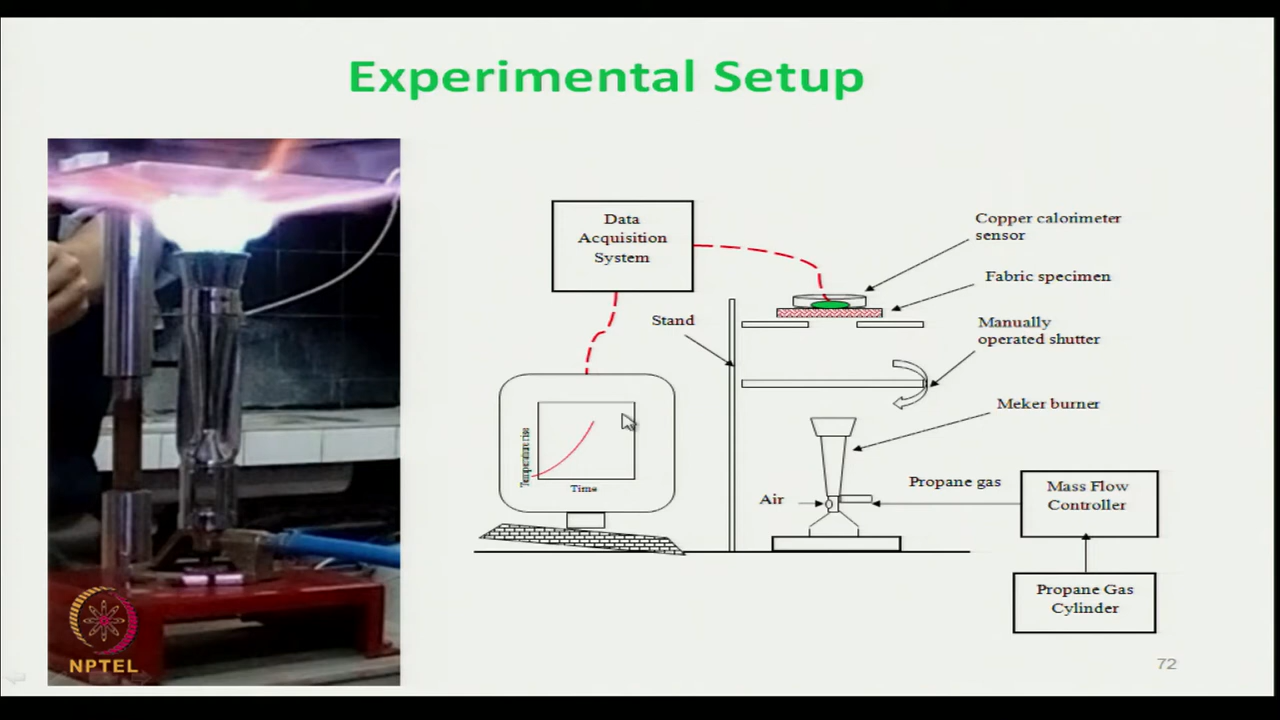 Experimental Setup
Data
Acquisition
System
Copper calorimeter
sensor
Fabric specimen
Stand
Manually
operated shutter
Meker burner
Temperature rise
Time
Air
Propane gas
Mass Flow
Controller
Propane Gas
Cylinder
NPTEL
72